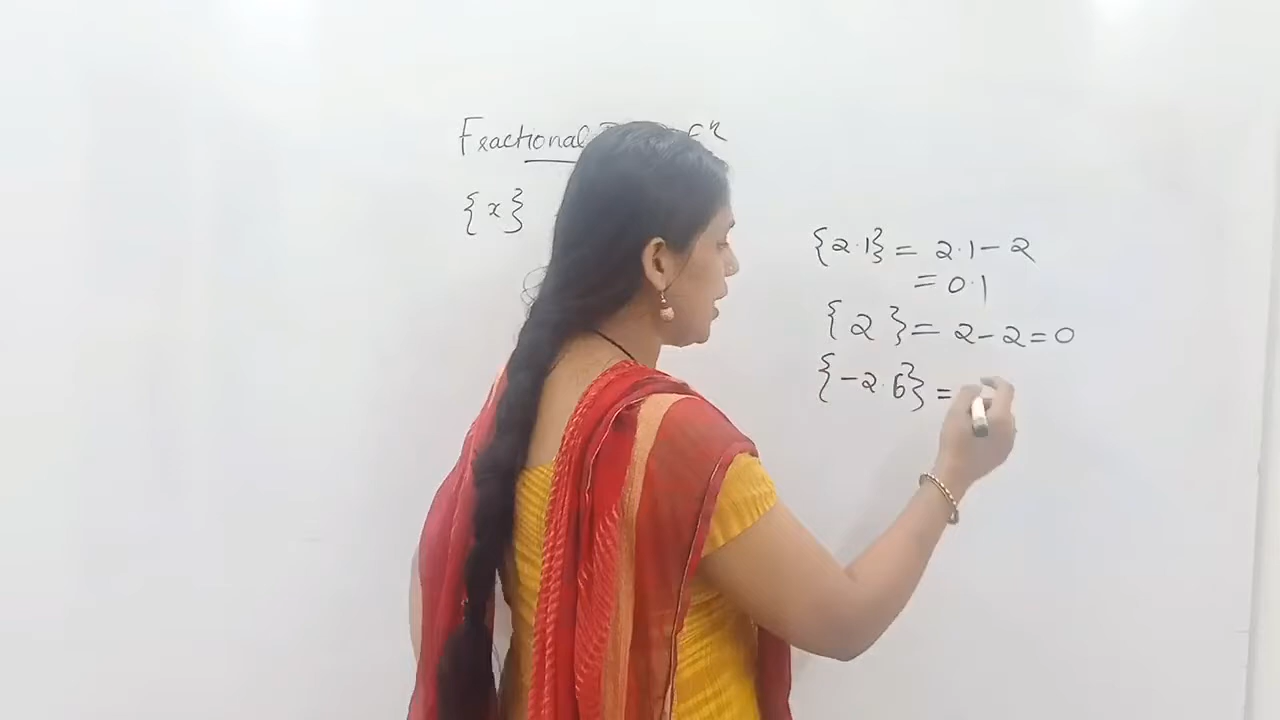 Fractional
{x}
{2.1} = 2.1 - 2
= 0.1
{2} = 2 - 2 = 0
{-2.6} =